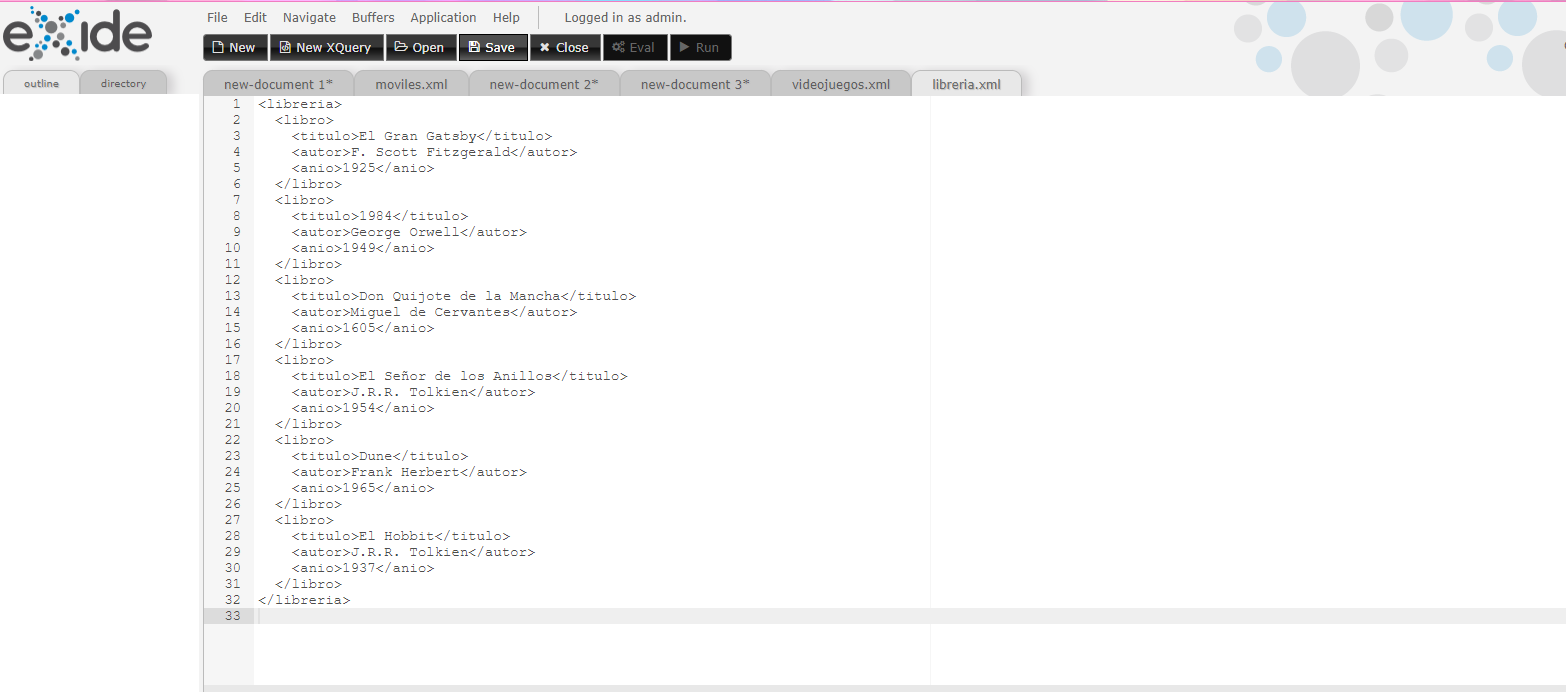 eXide
File Edit Navigate Buffers Application Help Logged in as admin.
New New XQuery Open Save Close Eval Run
outline directory
new-document 1* moviles.xml new-document 2* new-document 3* videojuegos.xml libreria.xml
1 <libreria>
2 <libro>
3 <titulo>El Gran Gatsby</titulo>
4 <autor>F. Scott Fitzgerald</autor>
5 <anio>1925</anio>
6 </libro>
7 <libro>
8 <titulo>1984</titulo>
9 <autor>George Orwell</autor>
10 <anio>1949</anio>
11 </libro>
12 <libro>
13 <titulo>Don Quijote de la Mancha</titulo>
14 <autor>Miguel de Cervantes</autor>
15 <anio>1605</anio>
16 </libro>
17 <libro>
18 <titulo>El Señor de los Anillos</titulo>
19 <autor>J.R.R. Tolkien</autor>
20 <anio>1954</anio>
21 </libro>
22 <libro>
23 <titulo>Dune</titulo>
24 <autor>Frank Herbert</autor>
25 <anio>1965</anio>
26 </libro>
27 <libro>
28 <titulo>El Hobbit</titulo>
29 <autor>J.R.R. Tolkien</autor>
30 <anio>1937</anio>
31 </libro>
32 </libreria>
33